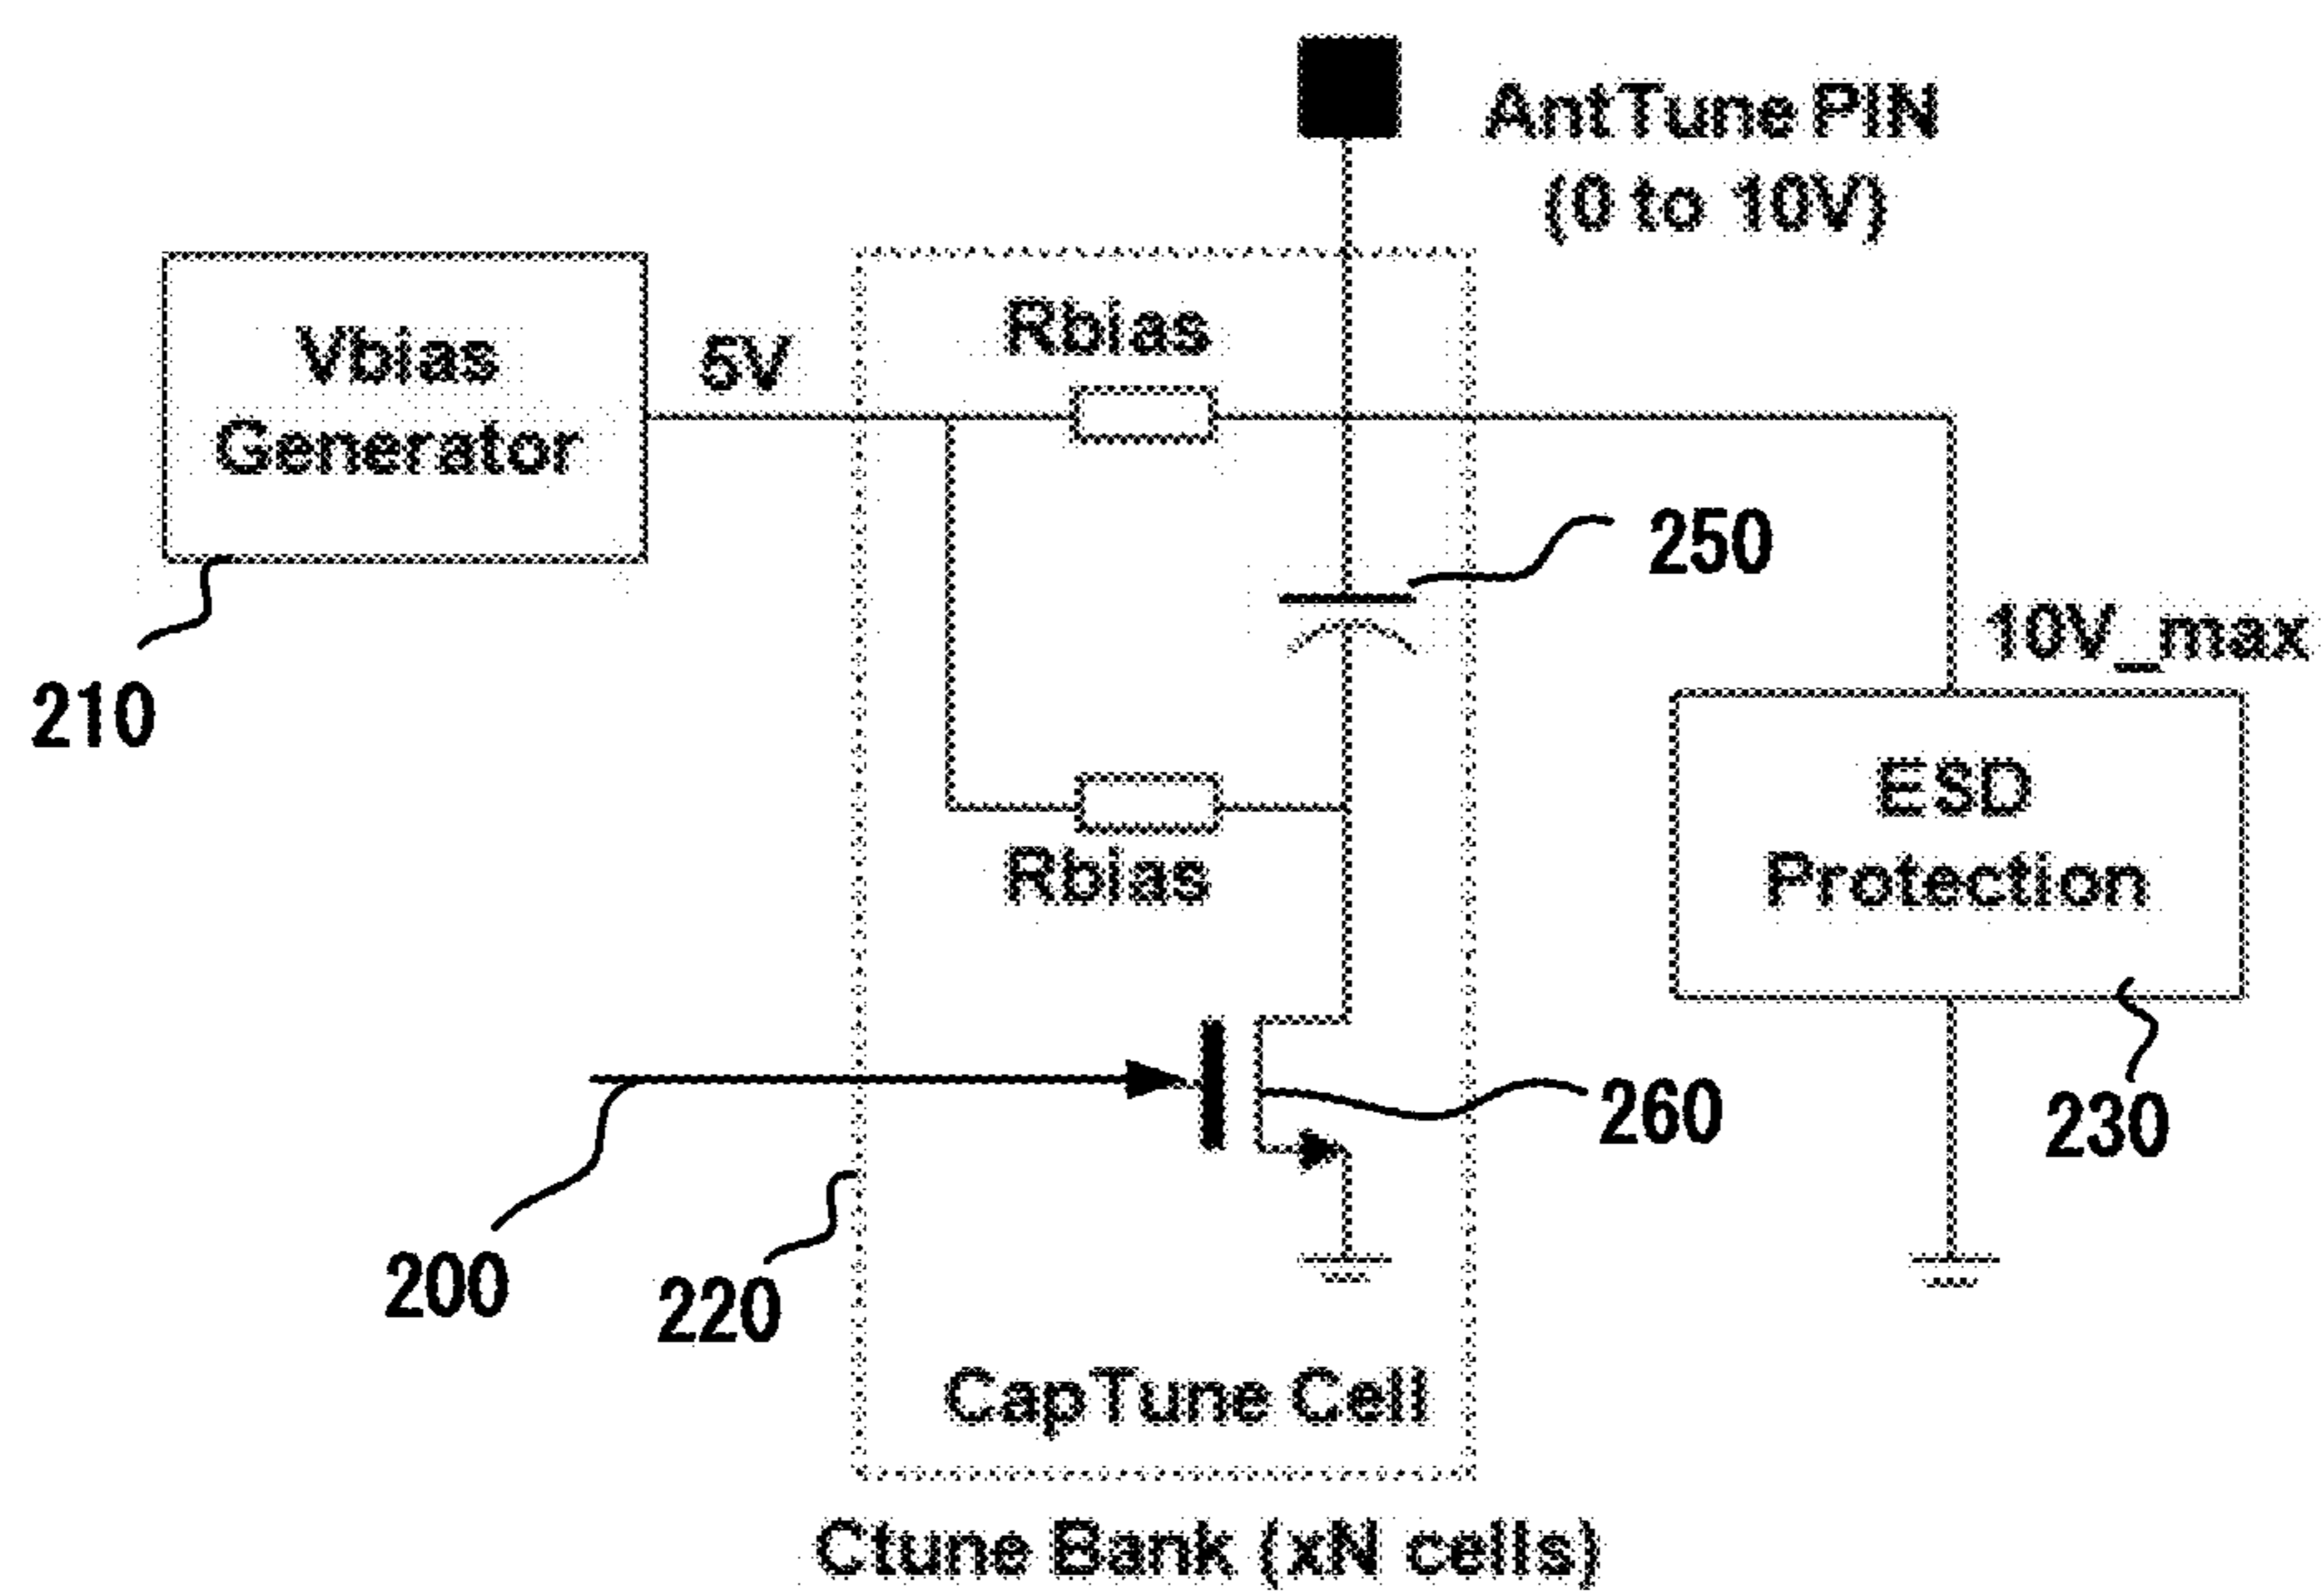 AntTune PIN
(0 to 10V)
Vbias
Generator
5V
Rbias
250
210
10V_max
ESD
Protection
Rbias
260
230
200
220
CapTune Cell
Ctune Bank (xN cells)